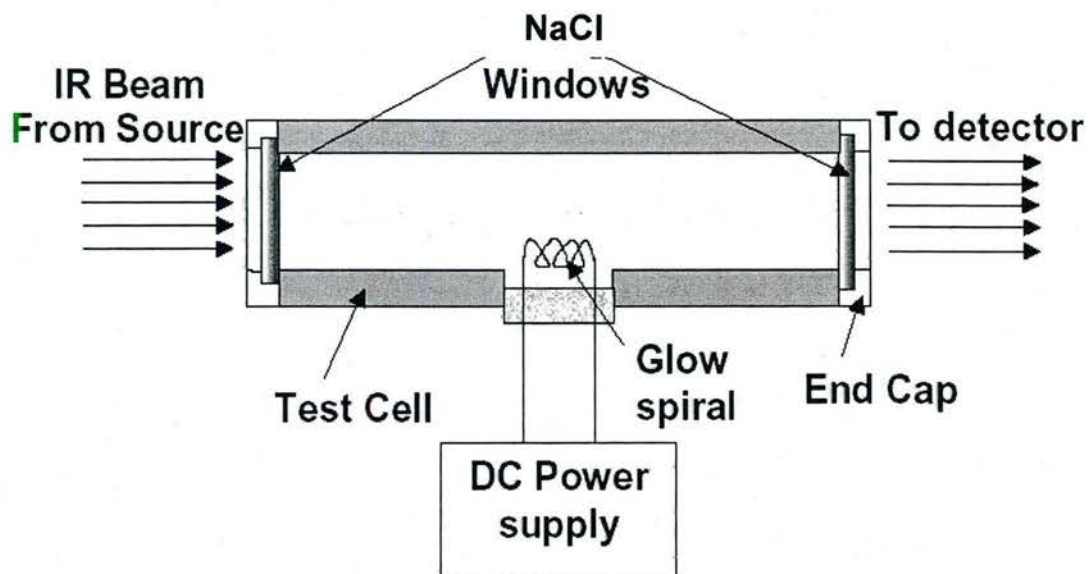 NaCl
Windows
IR Beam
From Source
To detector
Test Cell
Glow
spiral
End Cap
DC Power
supply